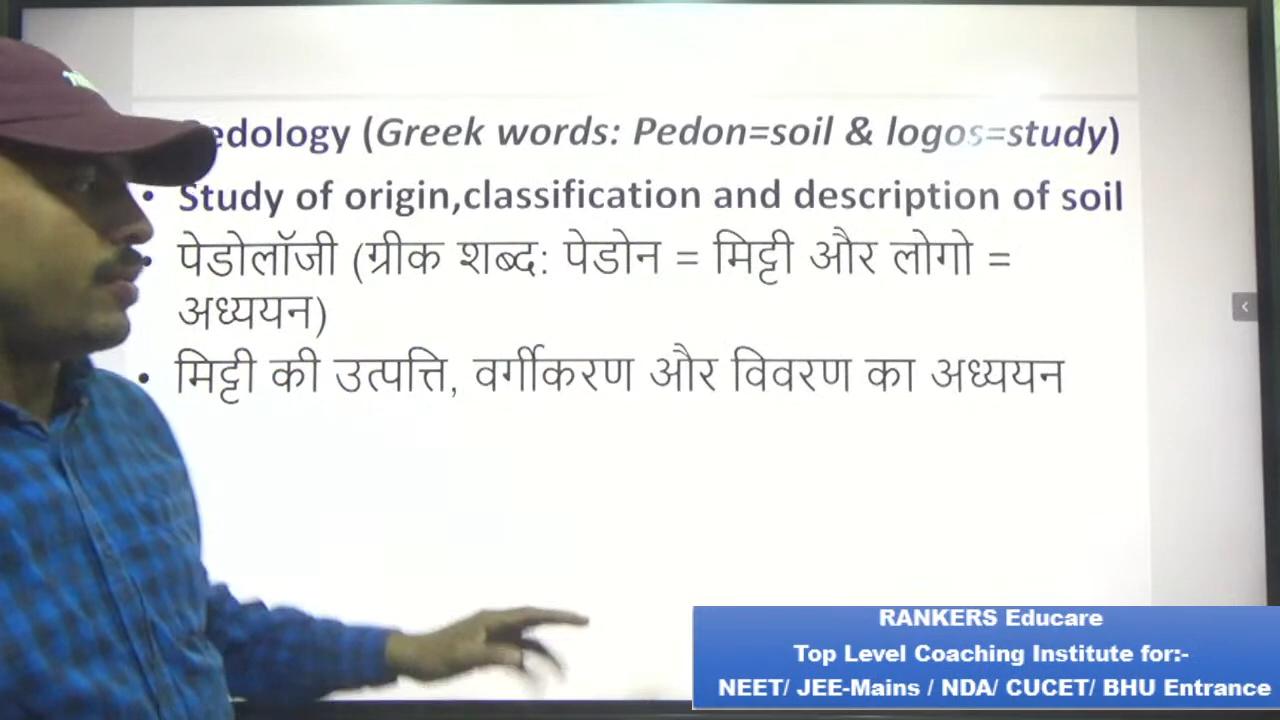 edology (Greek words: Pedon=soil & logos=study)
• Study of origin,classification and description of soil
• पेडोलॉजी (ग्रीक शब्द: पेडोन = मिट्टी और लोगो =
अध्ययन)
• मिट्टी की उत्पत्ति, वर्गीकरण और विवरण का अध्ययन
RANKERS Educare
Top Level Coaching Institute for:-
NEET/ JEE-Mains / NDA/ CUCET/ BHU Entrance